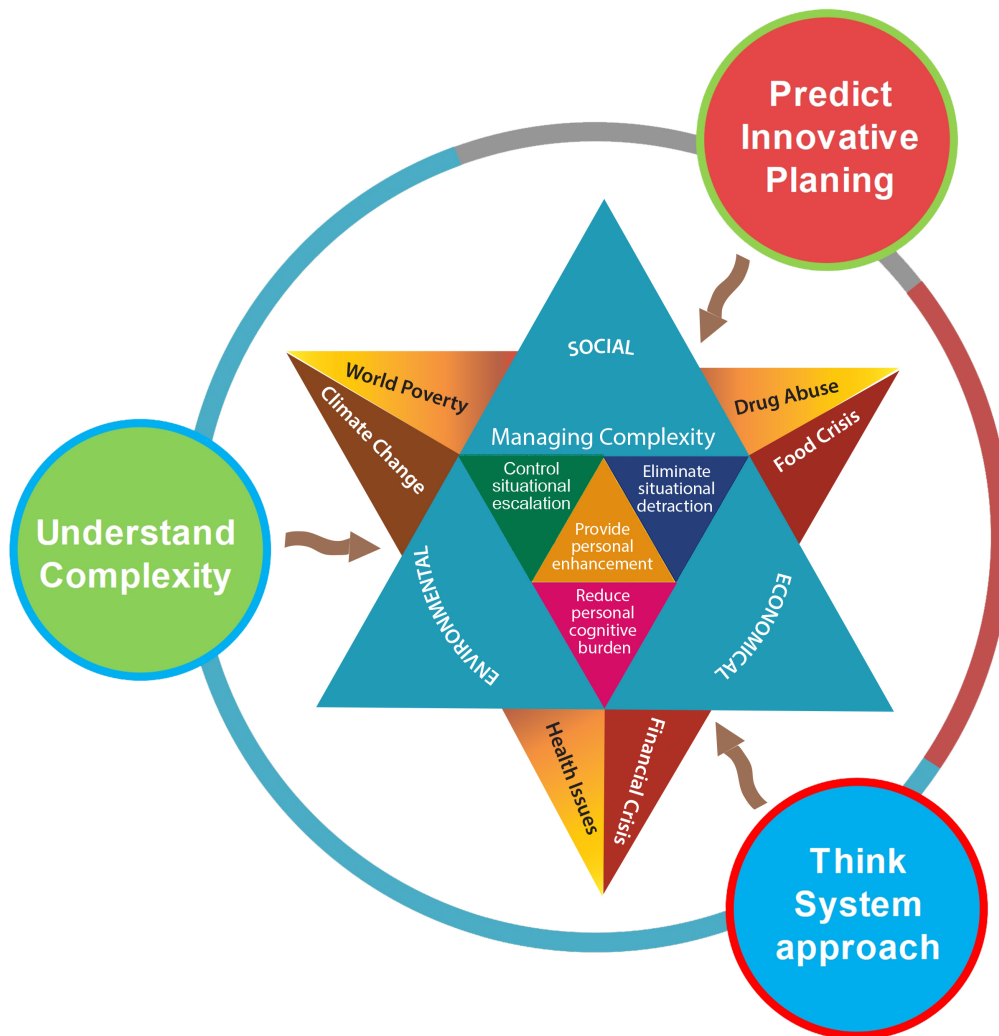 Predict
Innovative
Planing
SOCIAL
World Poverty
Climate Change
Drug Abuse
Food Crisis
Managing Complexity
Control
situational
escalation
Eliminate
situational
detraction
Provide
personal
enhancement
Reduce
personal
cognitive
burden
Understand
Complexity
ENVIRONMENTAL
ECONOMICAL
Health Issues
Financial Crisis
Think
System
approach